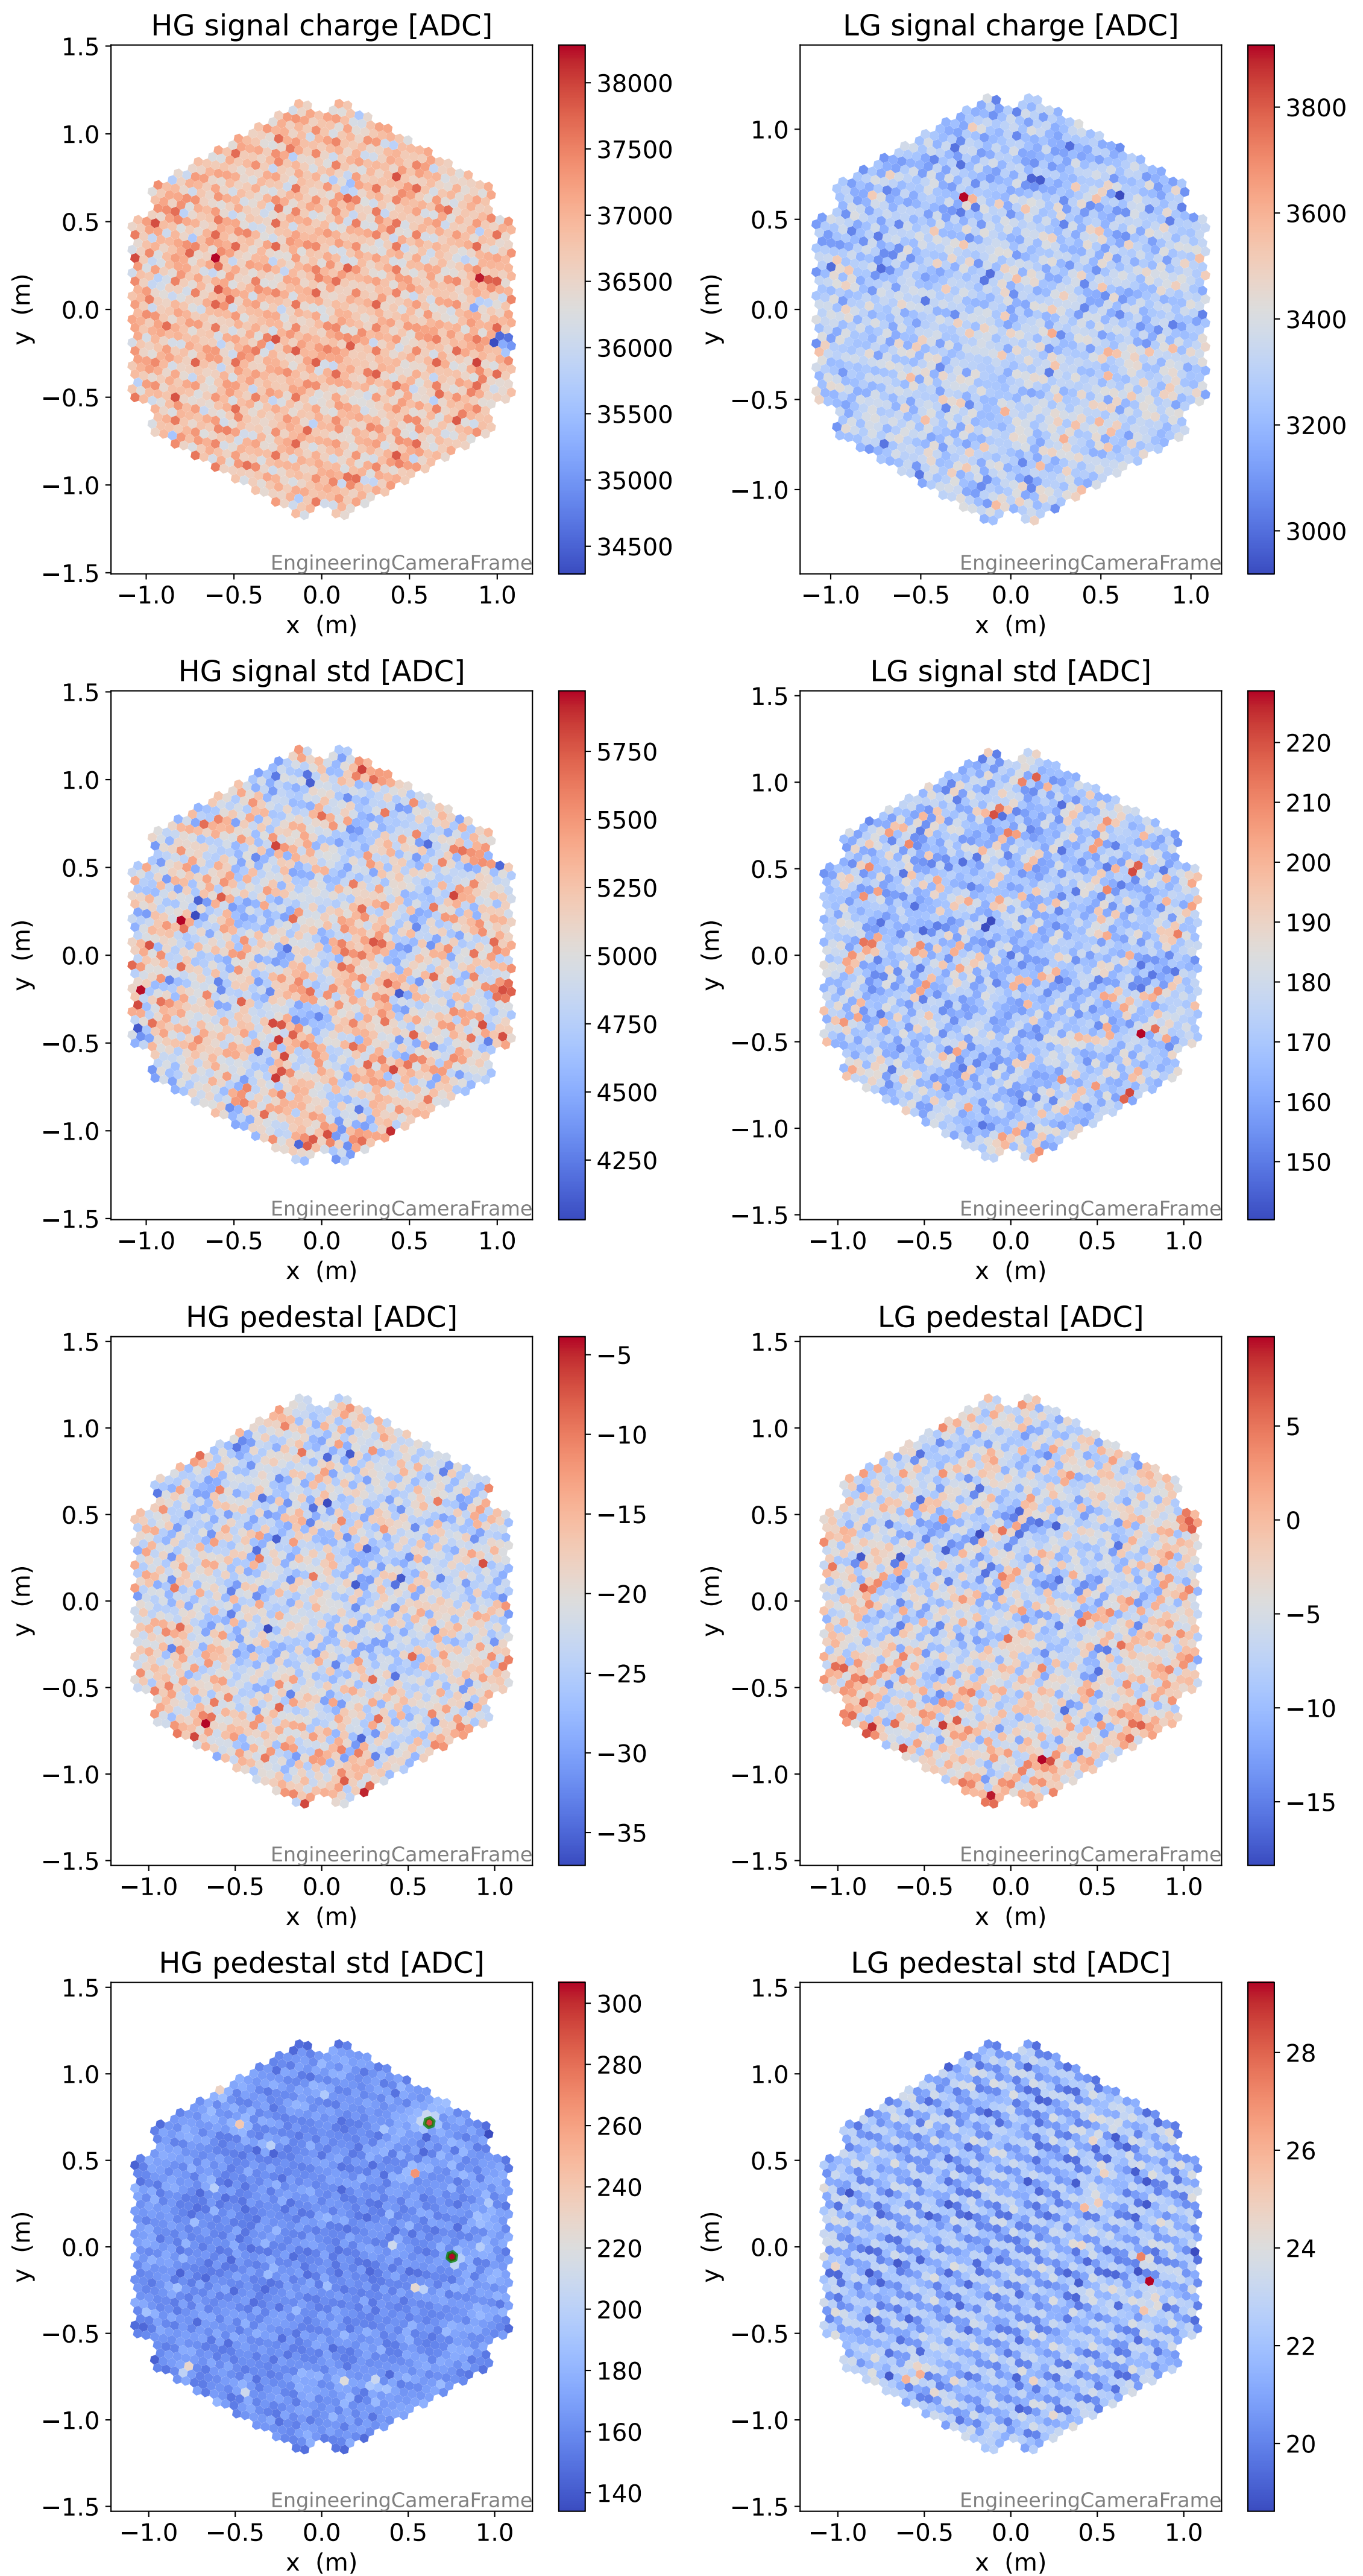 HG signal charge [ADC]
1.5
1.0
0.5
0.0
−0.5
−1.0
−1.5
y (m)
−1.0 −0.5 0.0 0.5 1.0
x (m)
EngineeringCameraFrame
38000
37500
37000
36500
36000
35500
35000
34500
LG signal charge [ADC]
1.0
0.5
0.0
−0.5
−1.0
y (m)
−1.0 −0.5 0.0 0.5 1.0
x (m)
EngineeringCameraFrame
3800
3600
3400
3200
3000
HG signal std [ADC]
1.5
1.0
0.5
0.0
−0.5
−1.0
−1.5
y (m)
−1.0 −0.5 0.0 0.5 1.0
x (m)
EngineeringCameraFrame
5750
5500
5250
5000
4750
4500
4250
LG signal std [ADC]
1.5
1.0
0.5
0.0
−0.5
−1.0
−1.5
y (m)
−1.0 −0.5 0.0 0.5 1.0
x (m)
EngineeringCameraFrame
220
210
200
190
180
170
160
150
HG pedestal [ADC]
1.5
1.0
0.5
0.0
−0.5
−1.0
−1.5
y (m)
−1.0 −0.5 0.0 0.5 1.0
x (m)
EngineeringCameraFrame
−5
−10
−15
−20
−25
−30
−35
LG pedestal [ADC]
1.5
1.0
0.5
0.0
−0.5
−1.0
−1.5
y (m)
−1.0 −0.5 0.0 0.5 1.0
x (m)
EngineeringCameraFrame
5
0
−5
−10
−15
HG pedestal std [ADC]
1.5
1.0
0.5
0.0
−0.5
−1.0
−1.5
y (m)
−1.0 −0.5 0.0 0.5 1.0
x (m)
EngineeringCameraFrame
300
280
260
240
220
200
180
160
140
LG pedestal std [ADC]
1.5
1.0
0.5
0.0
−0.5
−1.0
−1.5
y (m)
−1.0 −0.5 0.0 0.5 1.0
x (m)
EngineeringCameraFrame
28
26
24
22
20